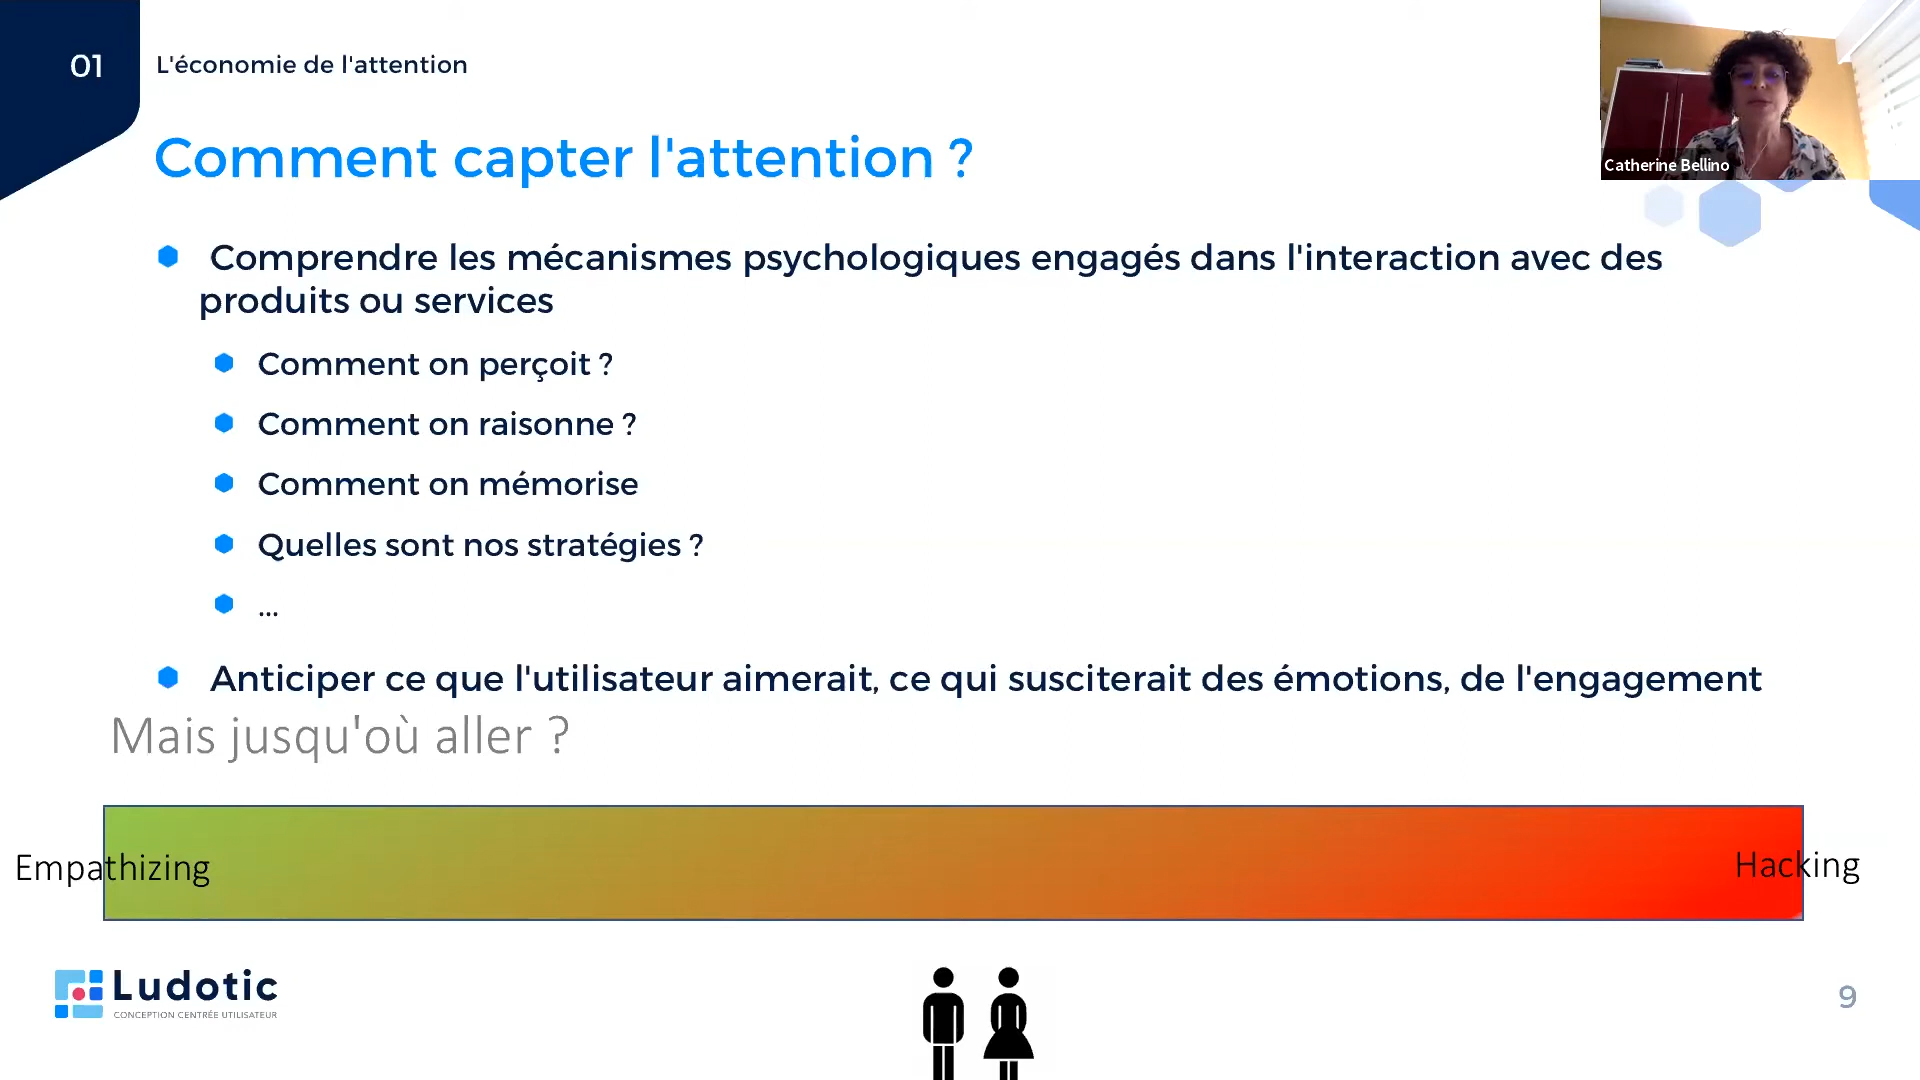 01
L'économie de l'attention
Comment capter l'attention ?
Catherine Bellino
Comprendre les mécanismes psychologiques engagés dans l'interaction avec des
produits ou services
Comment on perçoit ?
Comment on raisonne ?
Comment on mémorise
Quelles sont nos stratégies ?
...
Anticiper ce que l'utilisateur aimerait, ce qui susciterait des émotions, de l'engagement
Mais jusqu'où aller ?
Empathizing
Hacking
Ludotic
CONCEPTION CENTRÉE UTILISATEUR
9